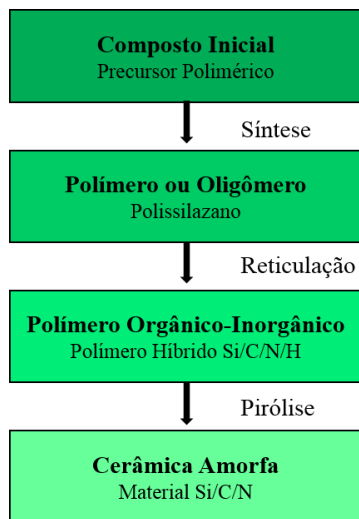 Composto Inicial
Precursor Polimérico
Síntese
Polímero ou Oligômero
Polissilazano
Reticulação
Polímero Orgânico-Inorgânico
Polímero Híbrido Si/C/N/H
Pirólise
Cerâmica Amorfa
Material Si/C/N